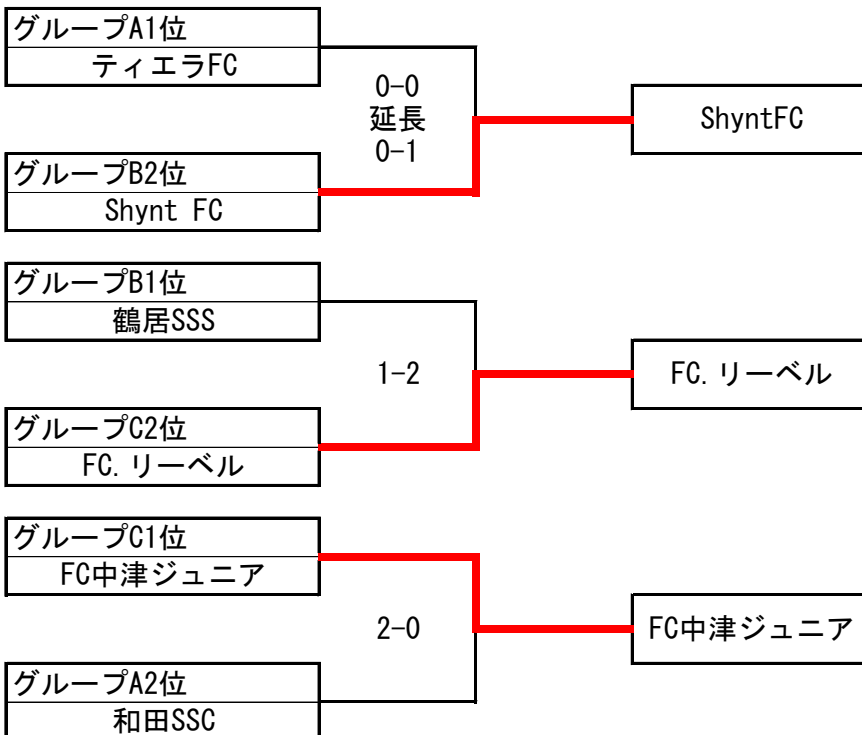 グループA1位
ティエラFC
0-0
延長
0-1
ShyntFC
グループB2位
Shynt FC
グループB1位
鶴居SSS
1-2
FC.リーベル
グループC2位
FC.リーベル
グループC1位
FC中津ジュニア
2-0
FC中津ジュニア
グループA2位
和田SSC